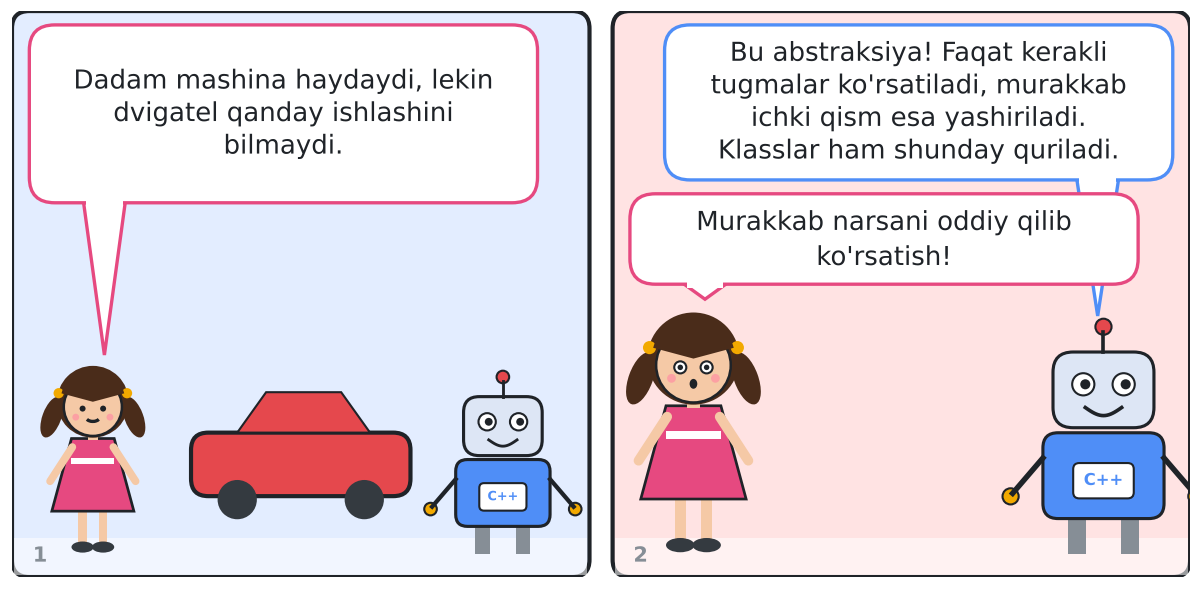 Dadam mashina haydaydi, lekin
dvigatel qanday ishlashini
bilmaydi.
C++
1
Bu abstraksiya! Faqat kerakli
tugmalar ko'rsatiladi, murakkab
ichki qism esa yashiriladi.
Klasslar ham shunday quriladi.
Murakkab narsani oddiy qilib
ko'rsatish!
C++
2